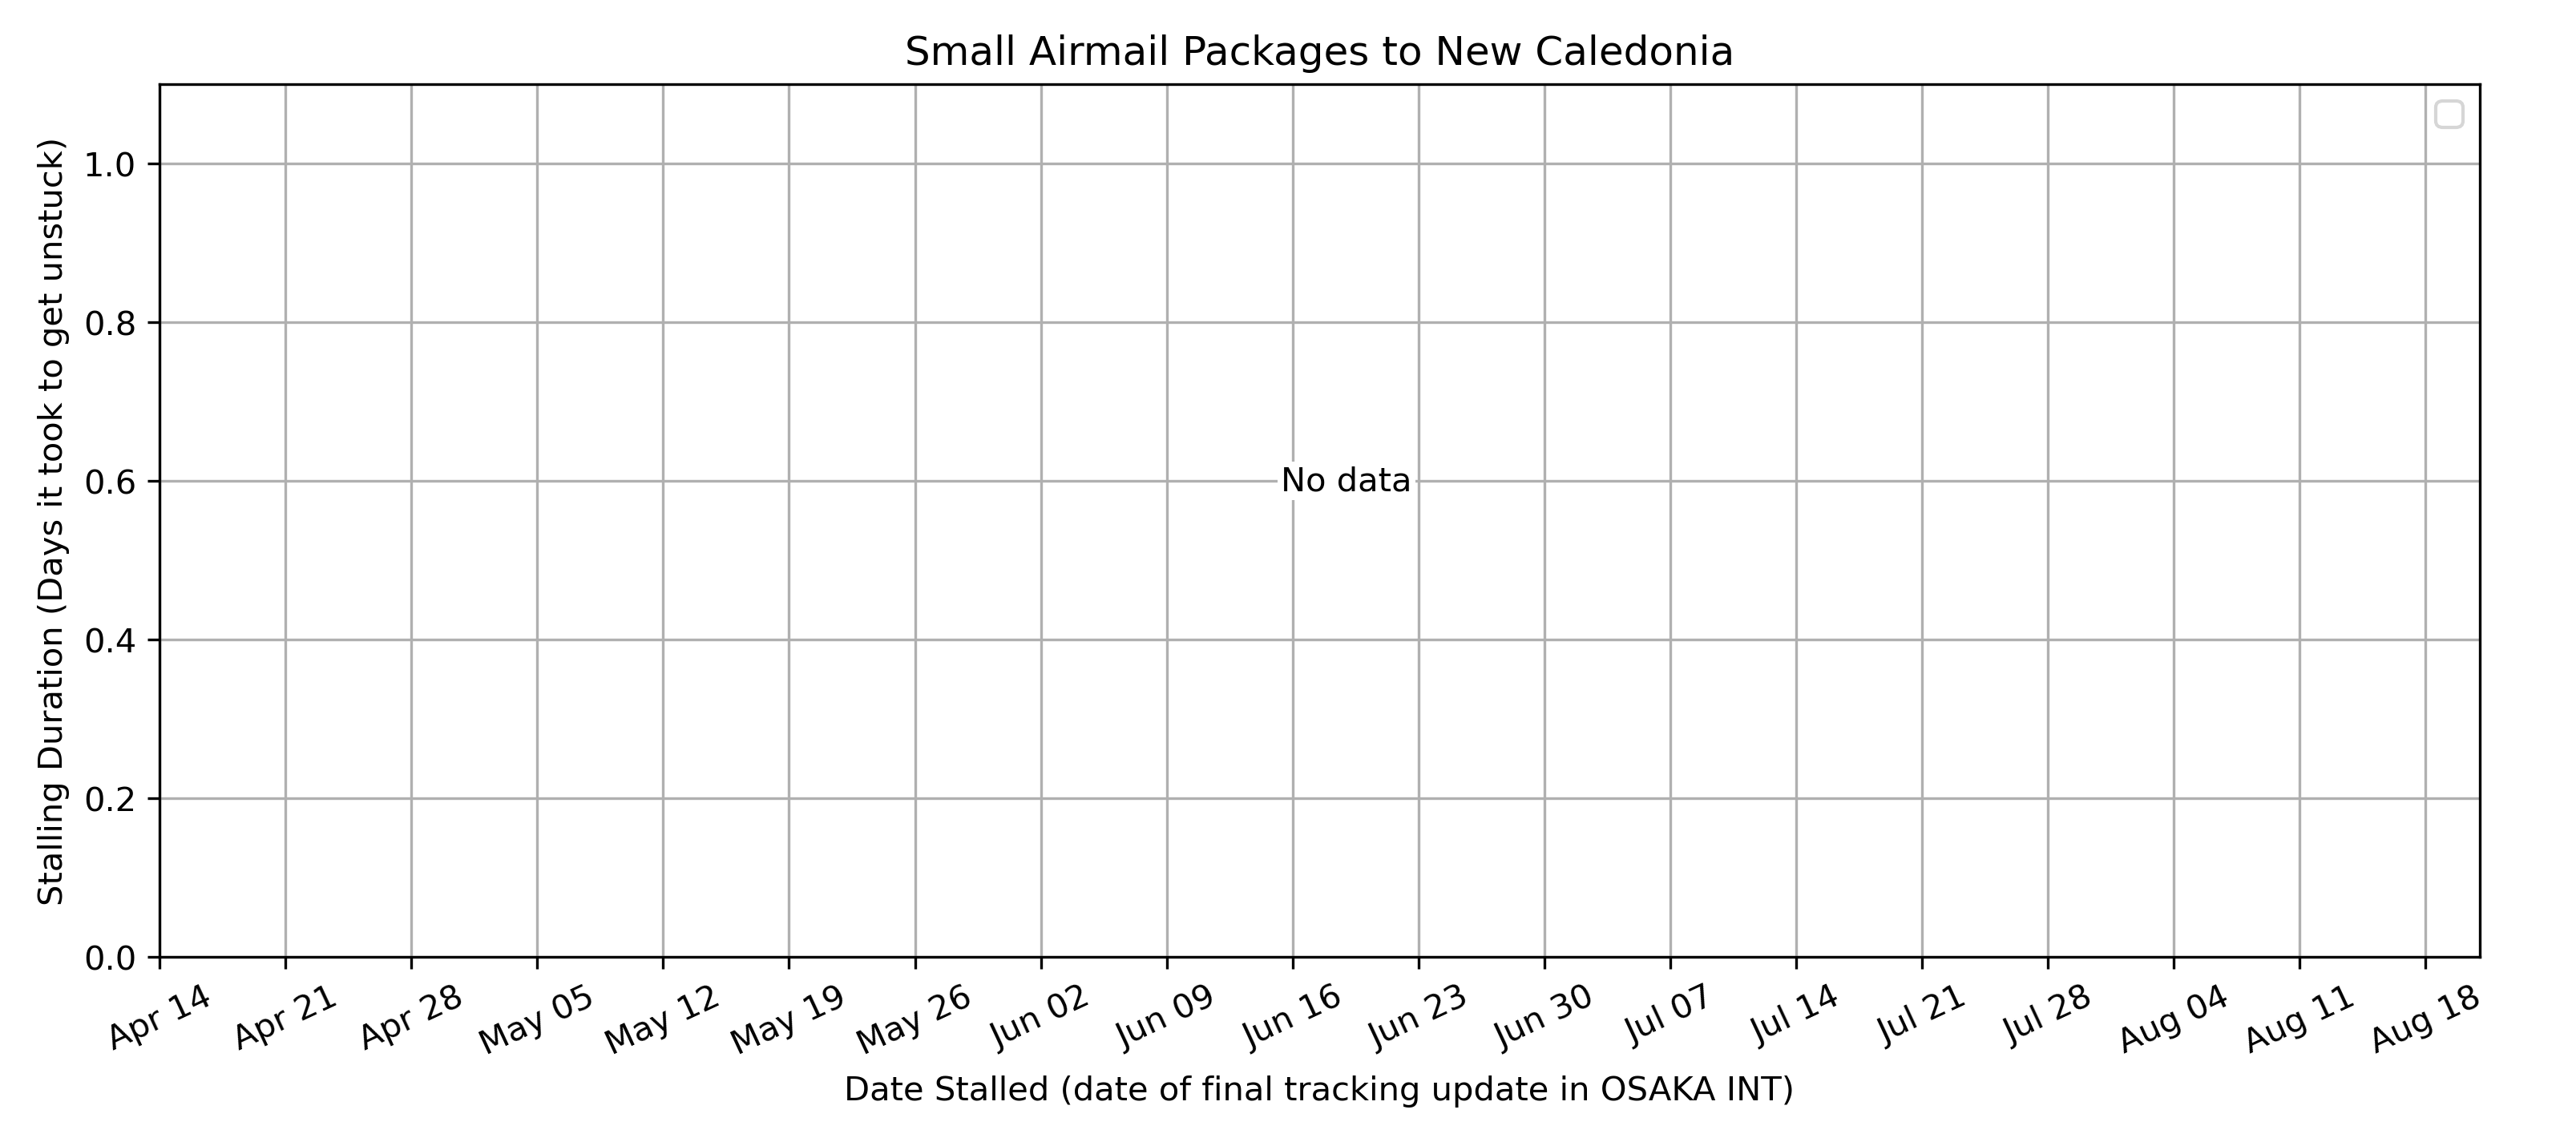 Small Airmail Packages to New Caledonia
Stalling Duration (Days it took to get unstuck)
1.0
0.8
0.6
0.4
0.2
0.0
No data
Apr 14 Apr 21 Apr 28 May 05 May 12 May 19 May 26 Jun 02 Jun 09 Jun 16 Jun 23 Jun 30 Jul 07 Jul 14 Jul 21 Jul 28 Aug 04 Aug 11 Aug 18
Date Stalled (date of final tracking update in OSAKA INT)